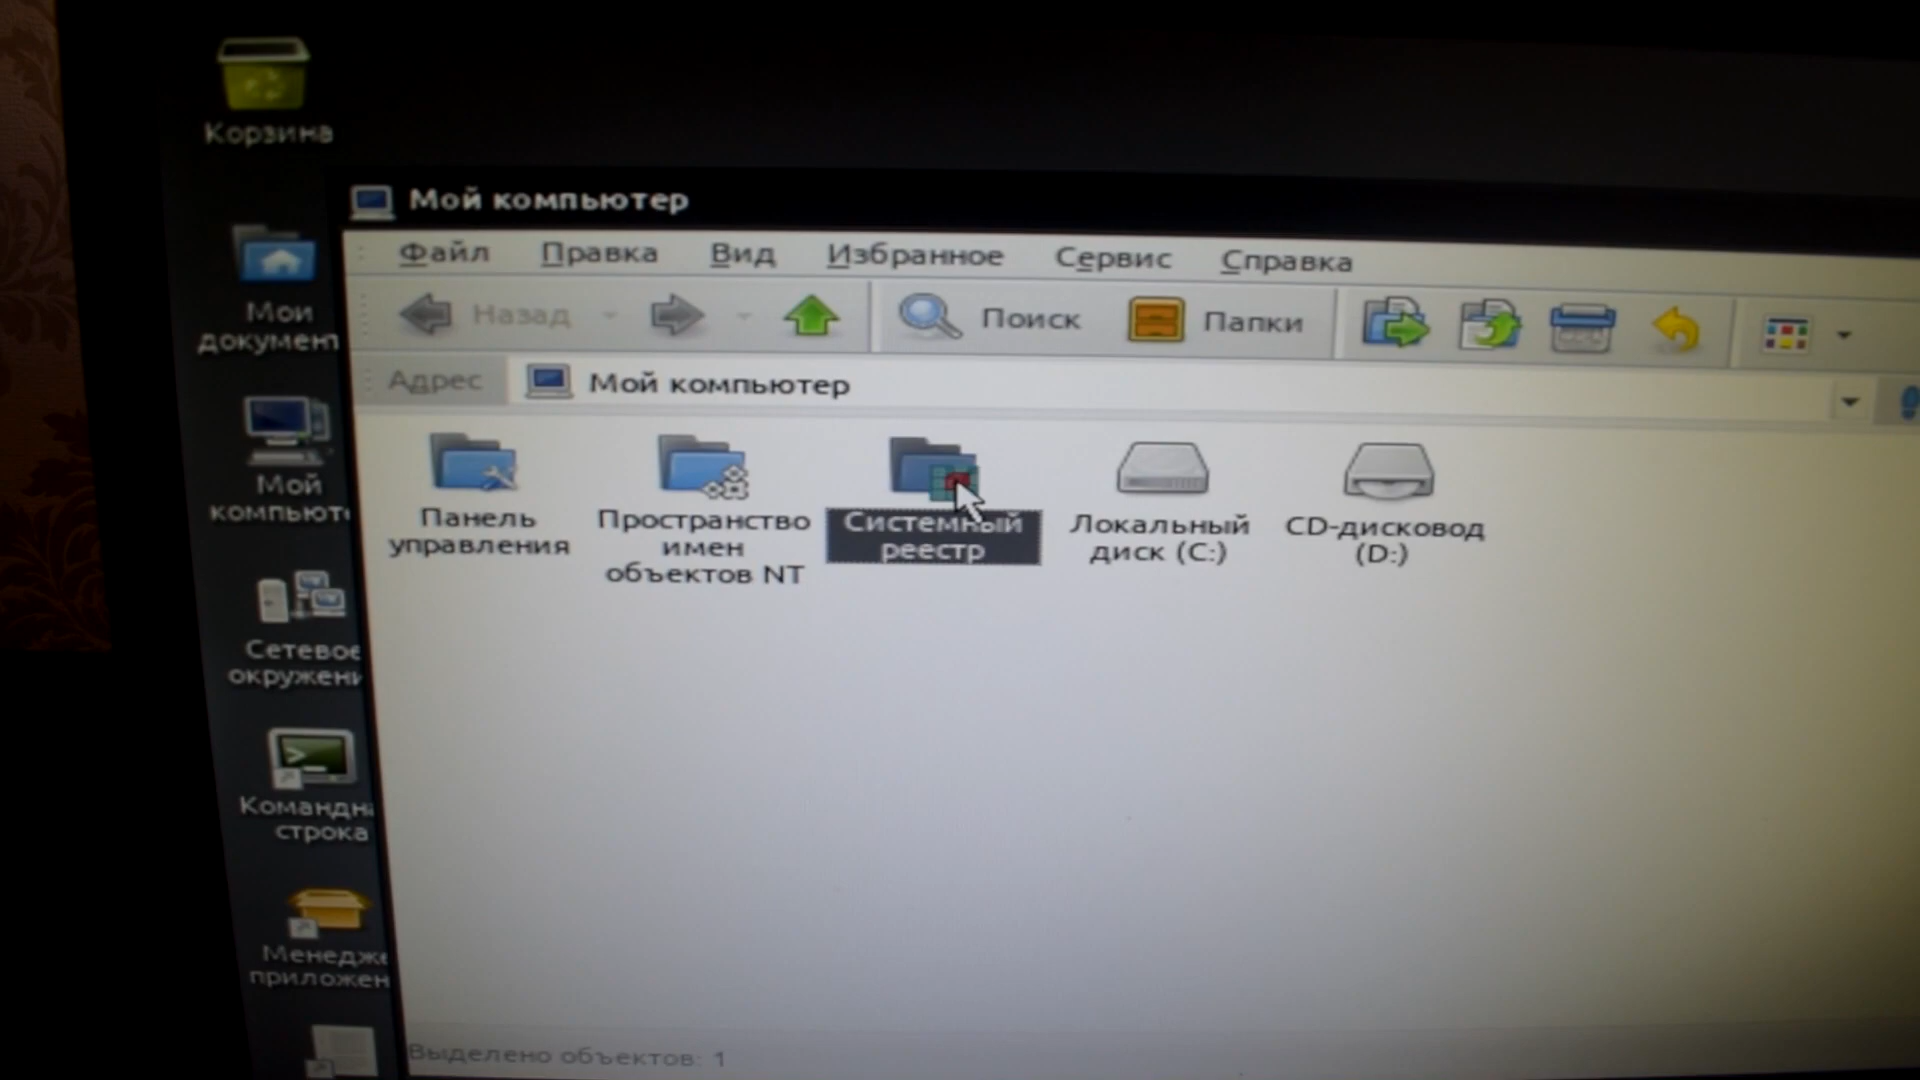 Корзина
Мои
документ
Мой
компьют
Сетевое
окружени
Командн
строка
Менедже
приложен
Мой компьютер
Файл Правка Вид Избранное Сервис Справка
Назад Поиск Папки
Адрес Мой компьютер
Панель
управления
Пространство
имен
объектов NT
Системный
реестр
Локальный
диск (C:)
CD-дисковод
(D:)
Выделено объектов: 1